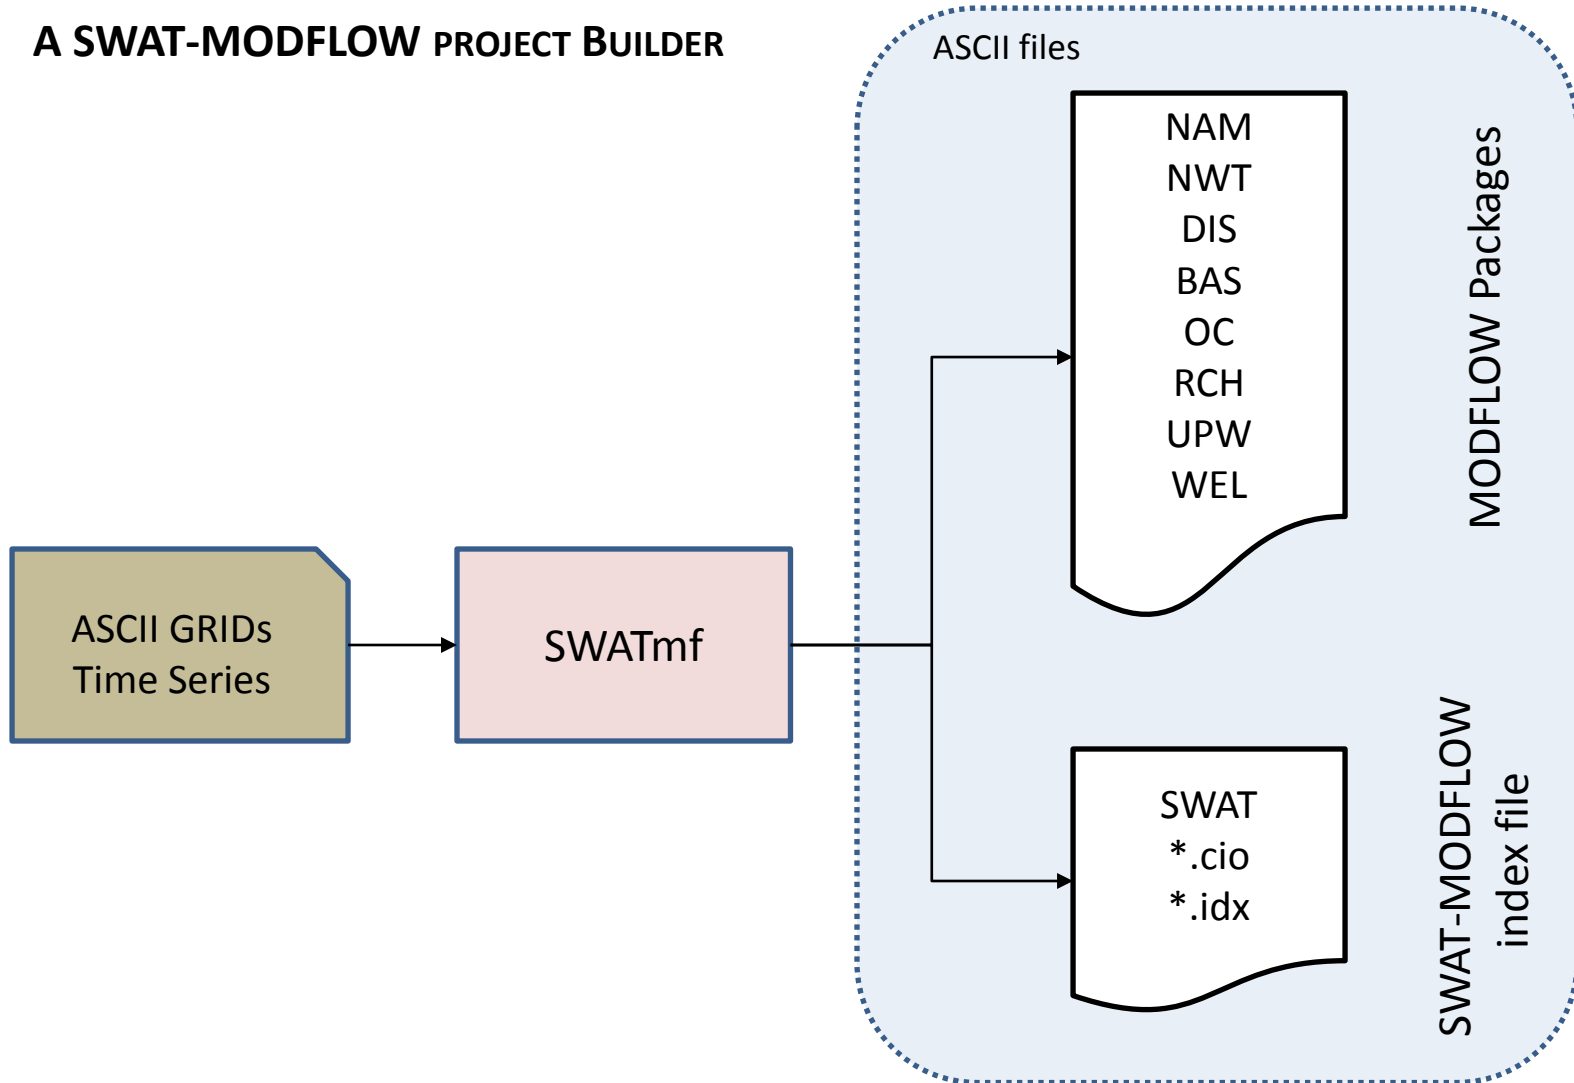 A SWAT-MODFLOW PROJECT BUILDER
ASCII files
NAM
NWT
DIS
BAS
OC
RCH
UPW
WEL
MODFLOW Packages
ASCII GRIDs
Time Series
SWATmf
SWAT
*.cio
*.idx
SWAT-MODFLOW
index file